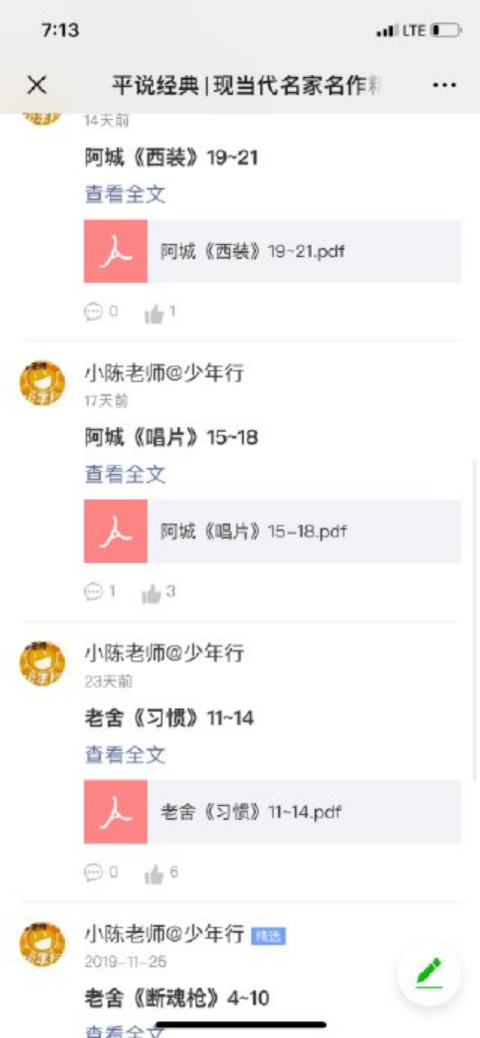 7:13
LTE
平说经典|现当代名家名作精
14天前
阿城《西装》19~21
查看全文
阿城《西装》19~21.pdf
0
1
小陈老师@少年行
17天前
阿城《唱片》15~18
查看全文
阿城《唱片》15-18.pdf
1
3
小陈老师@少年行
23天前
老舍《习惯》11~14
查看全文
老舍《习惯》11~14.pdf
0
6
小陈老师@少年行 精选
2019-11-25
老舍《断魂枪》4~10
查看全文